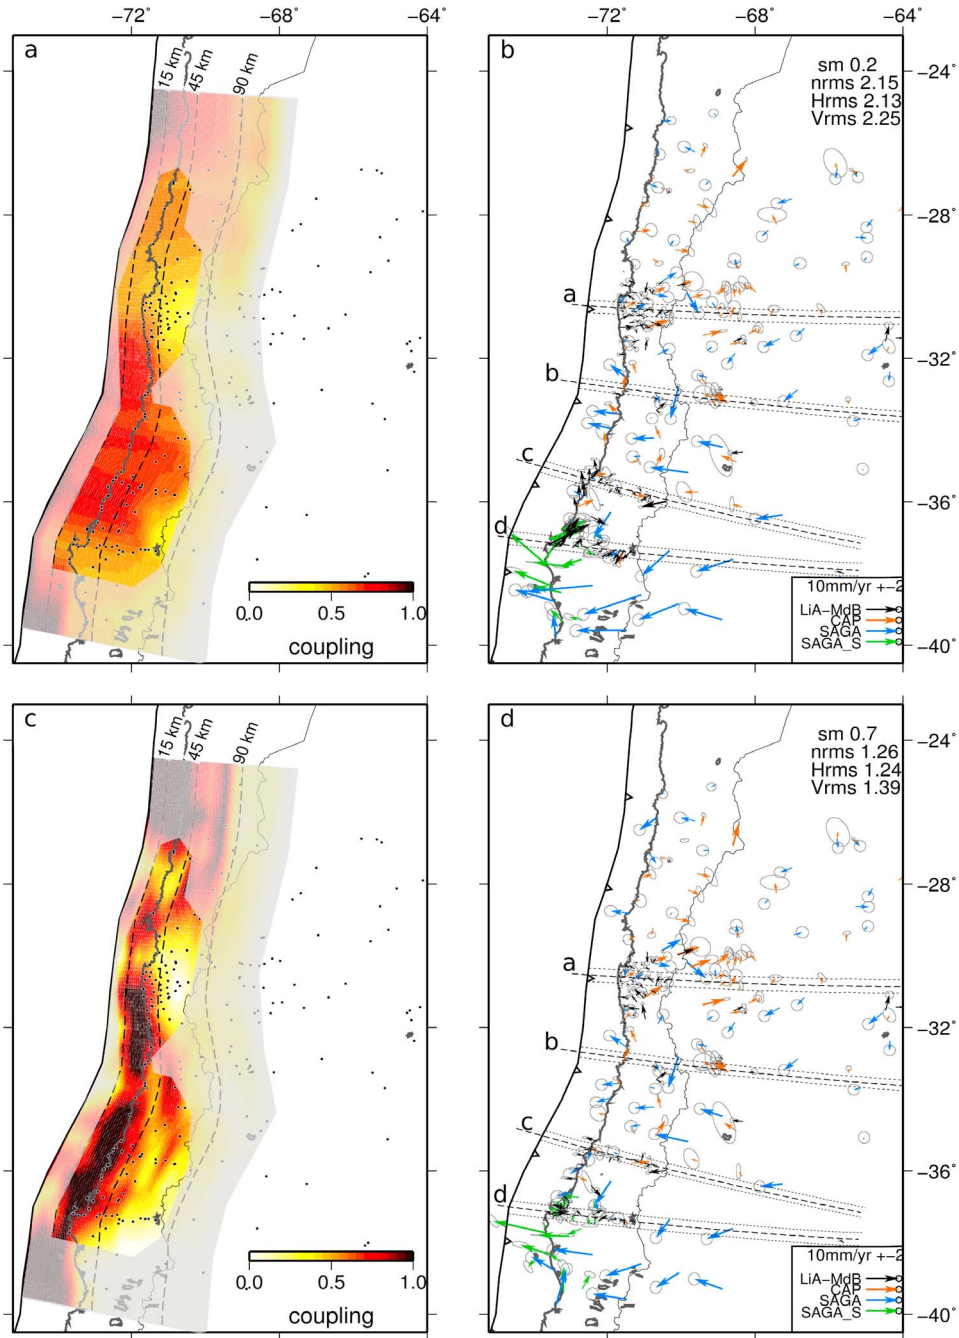 −72° −68° −64° −72° −68° −64°
a
15 km
45 km
90 km
b
sm 0.2
nrms 2.15
Hrms 2.13
Vrms 2.25
−24°
−28°
a
−32°
b
c
−36°
d
10mm/yr +−2
LiA−MdB
CAP
SAGA
SAGA_S
−40°
0.0 0.5 1.0
coupling
c
15 km
45 km
90 km
d
sm 0.7
nrms 1.26
Hrms 1.24
Vrms 1.39
−24°
−28°
a
−32°
b
c
−36°
d
10mm/yr +−2
LiA−MdB
CAP
SAGA
SAGA_S
−40°
0.0 0.5 1.0
coupling